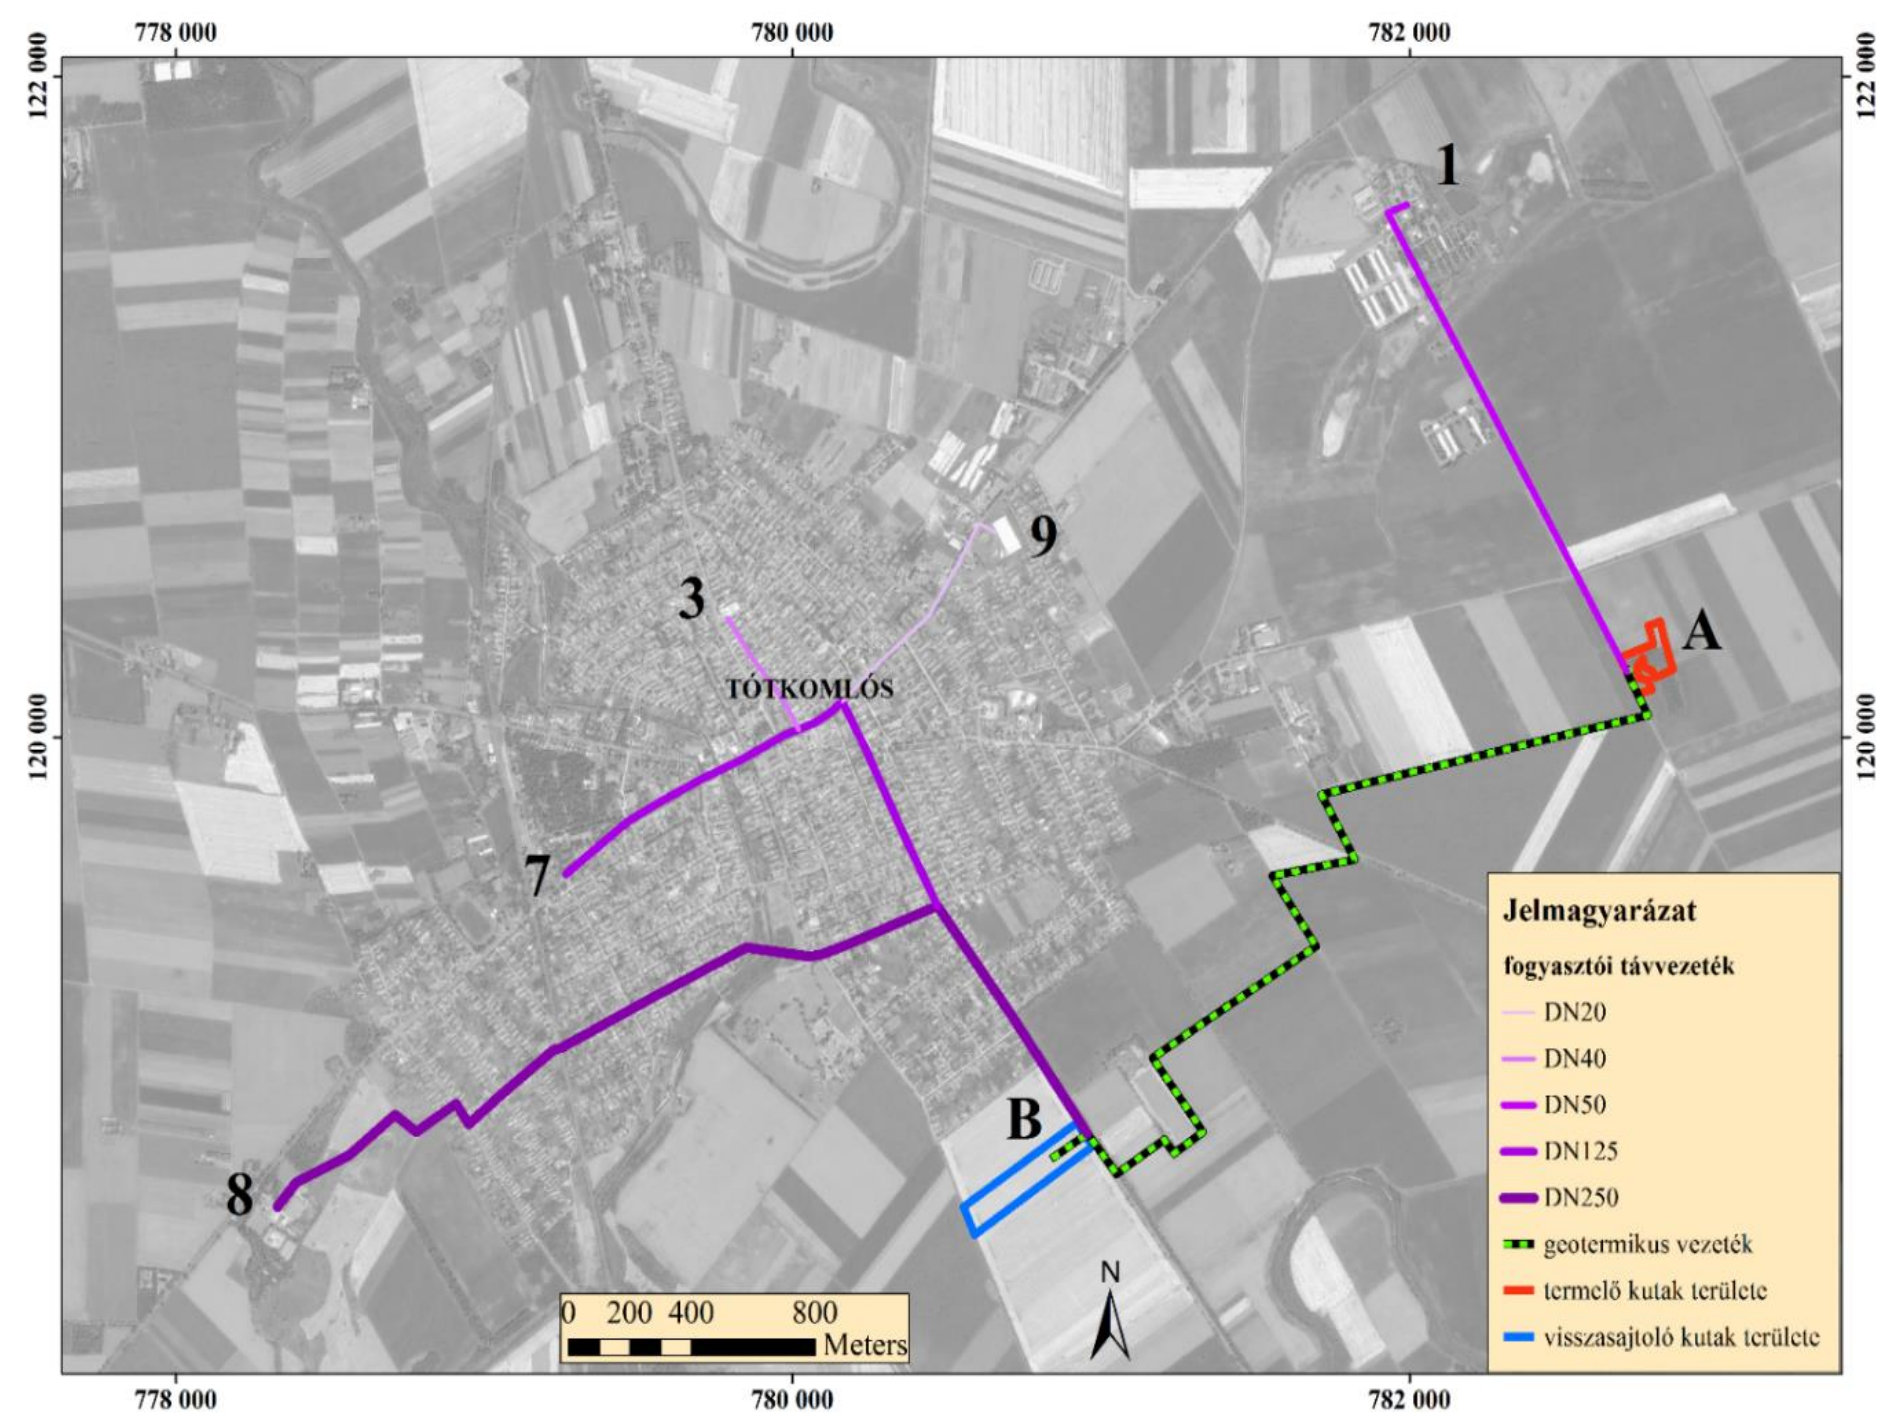 778 000 780 000 782 000
122 000
122 000
1
9
3
A
TÓTKOMLÓS
120 000
120 000
7
B
8
N
0 200 400 800
Meters
Jelmagyarázat
fogyasztói távvezeték
DN20
DN40
DN50
DN125
DN250
geotermikus vezeték
termelő kutak területe
visszasajtoló kutak területe
778 000 780 000 782 000